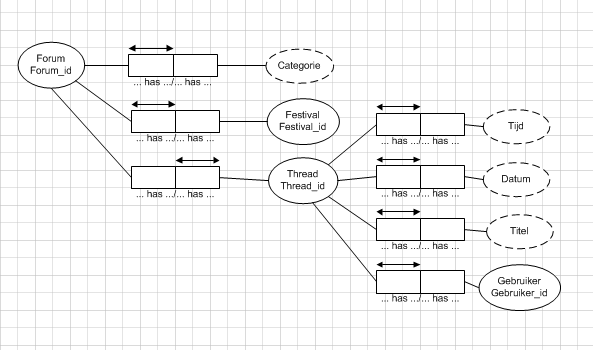 Forum
Forum_id
... has .../... has ...
Categorie
... has .../... has ...
Festival
Festival_id
... has .../... has ...
Thread
Thread_id
... has .../... has ...
Tijd
... has .../... has ...
Datum
... has .../... has ...
Titel
... has .../... has ...
Gebruiker
Gebruiker_id